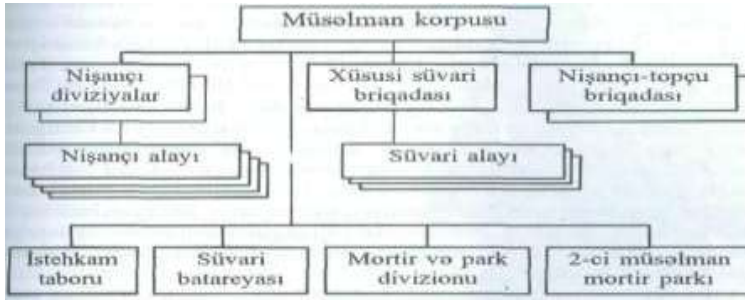 Müsəlman korpusu
Nişançı
diviziyalar
Xüsusi süvari
briqadası
Nişançı-topçu
briqadası
Nişançı alayı
Süvari alayı
İstehkam
taboru
Süvari
batareyası
Mortir və park
divizionu
2-ci müsəlman
mortir parkı